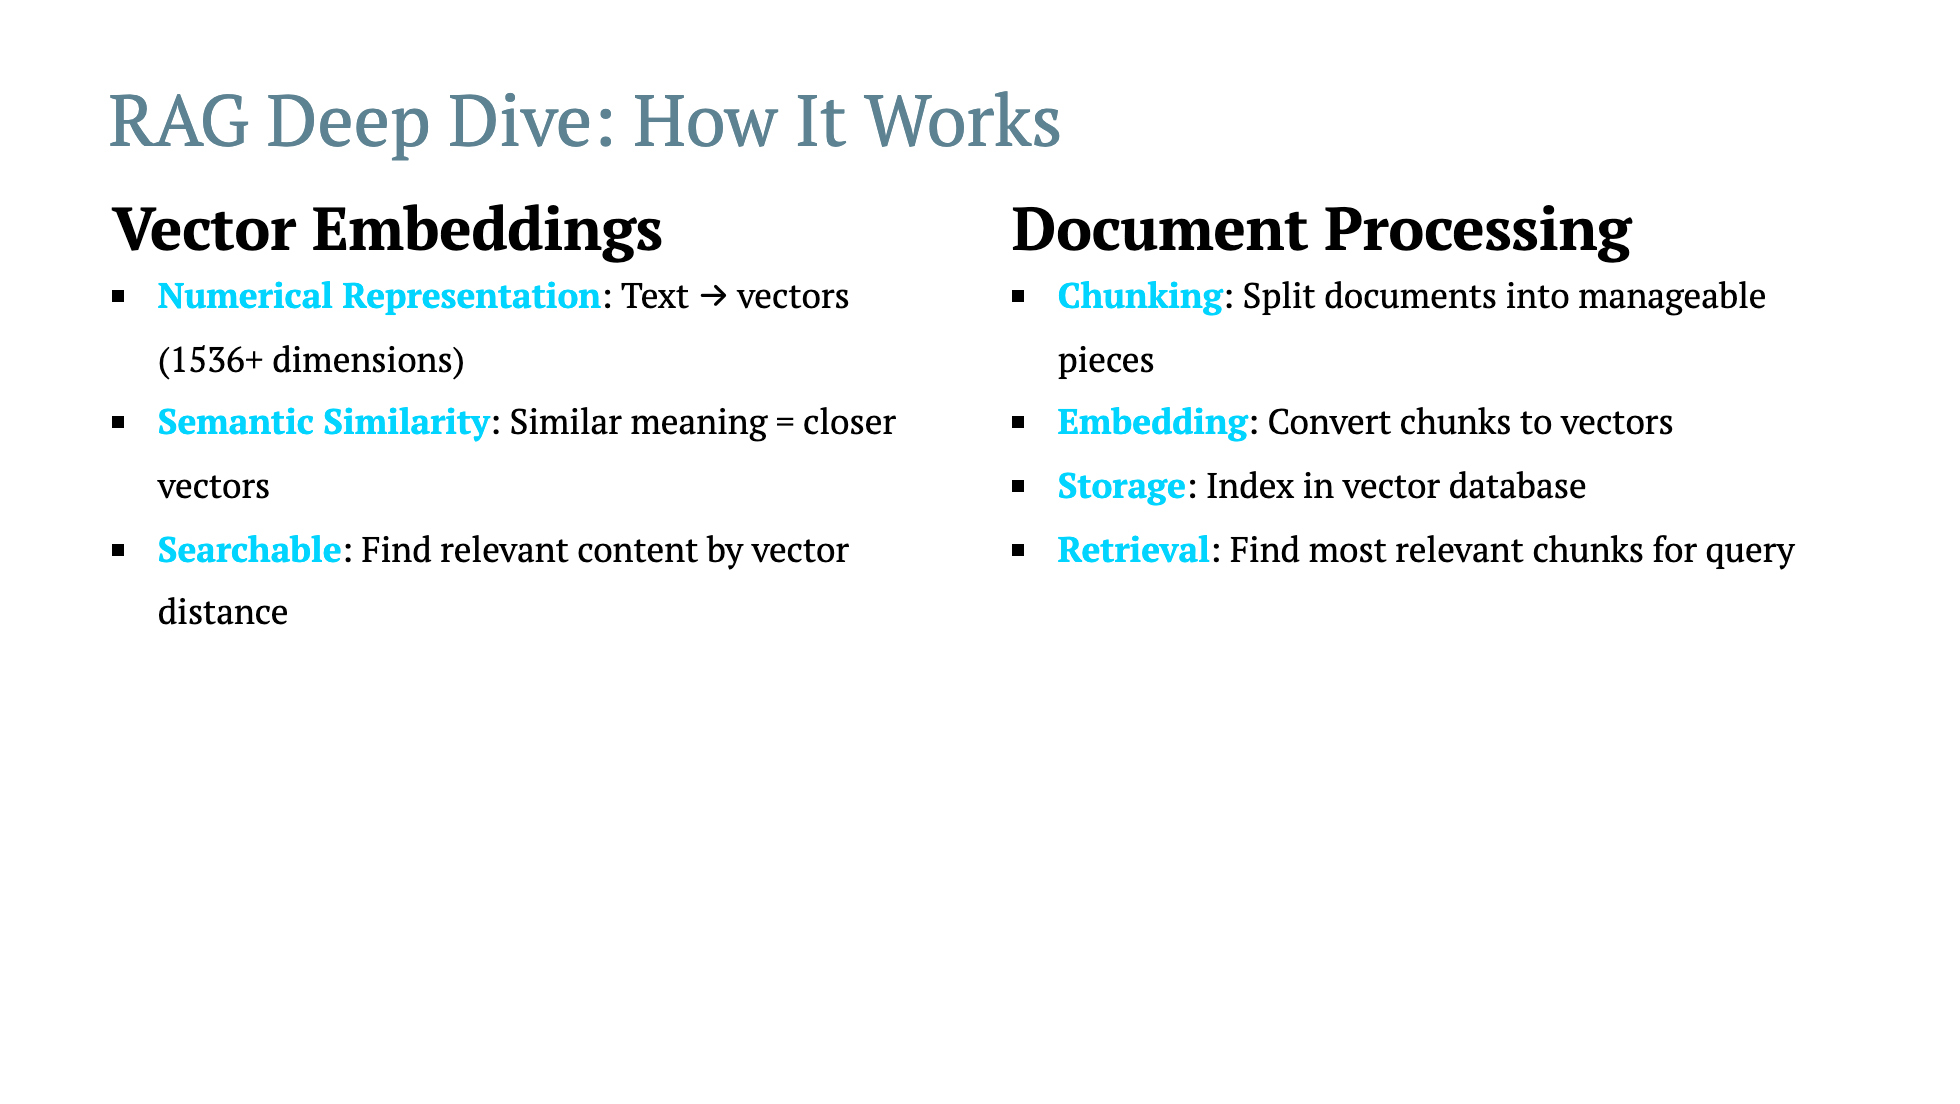 RAG Deep Dive: How It Works
Vector Embeddings
Numerical Representation: Text → vectors
(1536+ dimensions)
Semantic Similarity: Similar meaning = closer
vectors
Searchable: Find relevant content by vector
distance
Document Processing
Chunking: Split documents into manageable
pieces
Embedding: Convert chunks to vectors
Storage: Index in vector database
Retrieval: Find most relevant chunks for query